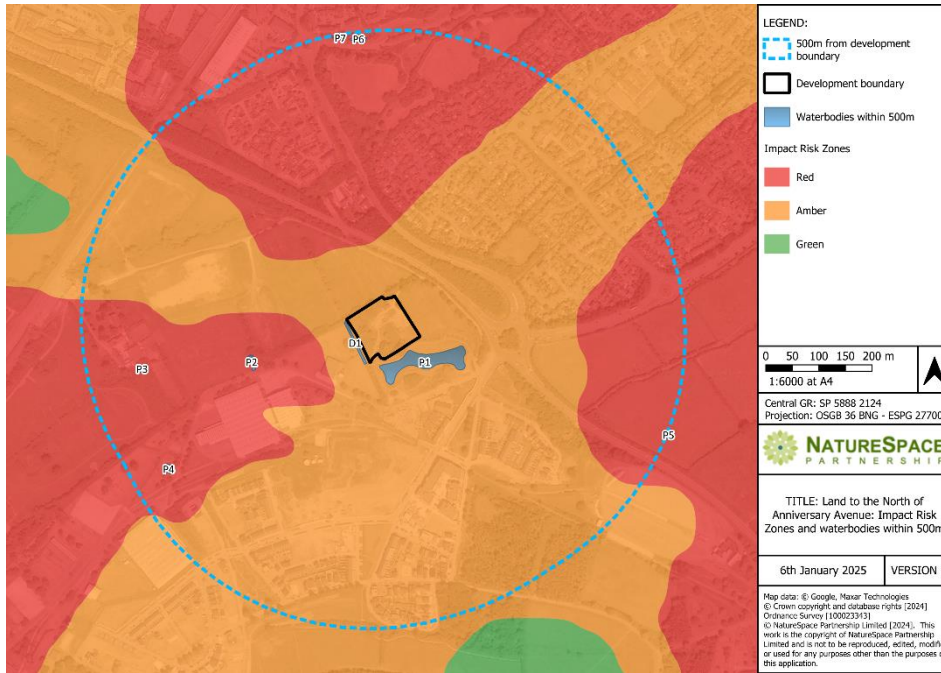 P7 P6
D1
P1
P2
P3
P4
P5
LEGEND:
500m from development
boundary
Development boundary
Waterbodies within 500m
Impact Risk Zones
Red
Amber
Green
0 50 100 150 200 m
1:6000 at A4
Central GR: SP 5888 2124
Projection: OSGB 36 BNG - ESPG 27700
NATURESPACE
PARTNERSHIP
TITLE: Land to the North of
Anniversary Avenue: Impact Risk
Zones and waterbodies within 500m
6th January 2025
VERSION
Map data: © Google, Maxar Technologies
© Crown copyright and database rights [2024]
Ordnance Survey [100023343]
© NatureSpace Partnership Limited [2024]. This
work is the copyright of NatureSpace Partnership
Limited and is not to be reproduced, edited,
or used for any purposes other than the purposes
this application.